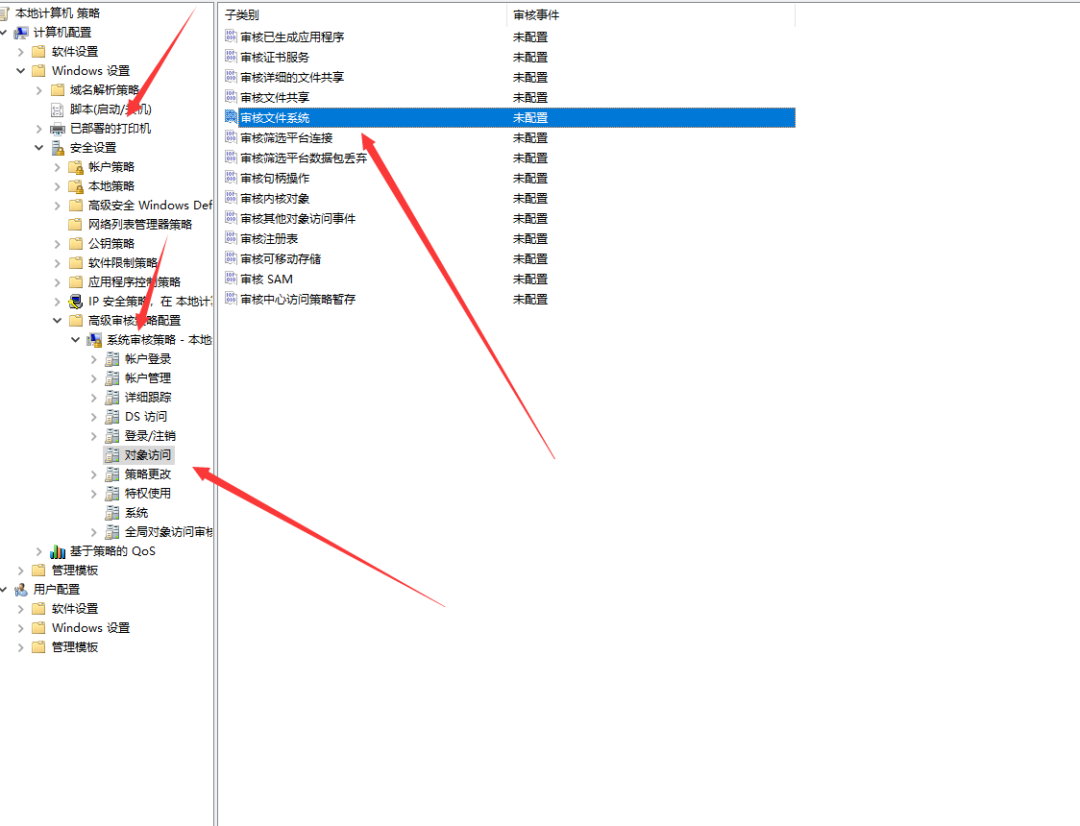 本地计算机 策略
计算机配置
软件设置
Windows 设置
域名解析策略
脚本(启动/关机)
已部署的打印机
安全设置
帐户策略
本地策略
高级安全 Windows Def
网络列表管理器策略
公钥策略
软件限制策略
应用程序控制策略
IP 安全策略，在 本地计
高级审核策略配置
系统审核策略 - 本地
帐户登录
帐户管理
详细跟踪
DS 访问
登录/注销
对象访问
策略更改
特权使用
系统
全局对象访问审核
基于策略的 QoS
管理模板
用户配置
软件设置
Windows 设置
管理模板
子类别 审核事件
审核已生成应用程序 未配置
审核证书服务 未配置
审核详细的文件共享 未配置
审核文件共享 未配置
审核文件系统 未配置
审核筛选平台连接 未配置
审核筛选平台数据包丢弃 未配置
审核句柄操作 未配置
审核内核对象 未配置
审核其他对象访问事件 未配置
审核注册表 未配置
审核可移动存储 未配置
审核 SAM 未配置
审核中心访问策略暂存 未配置